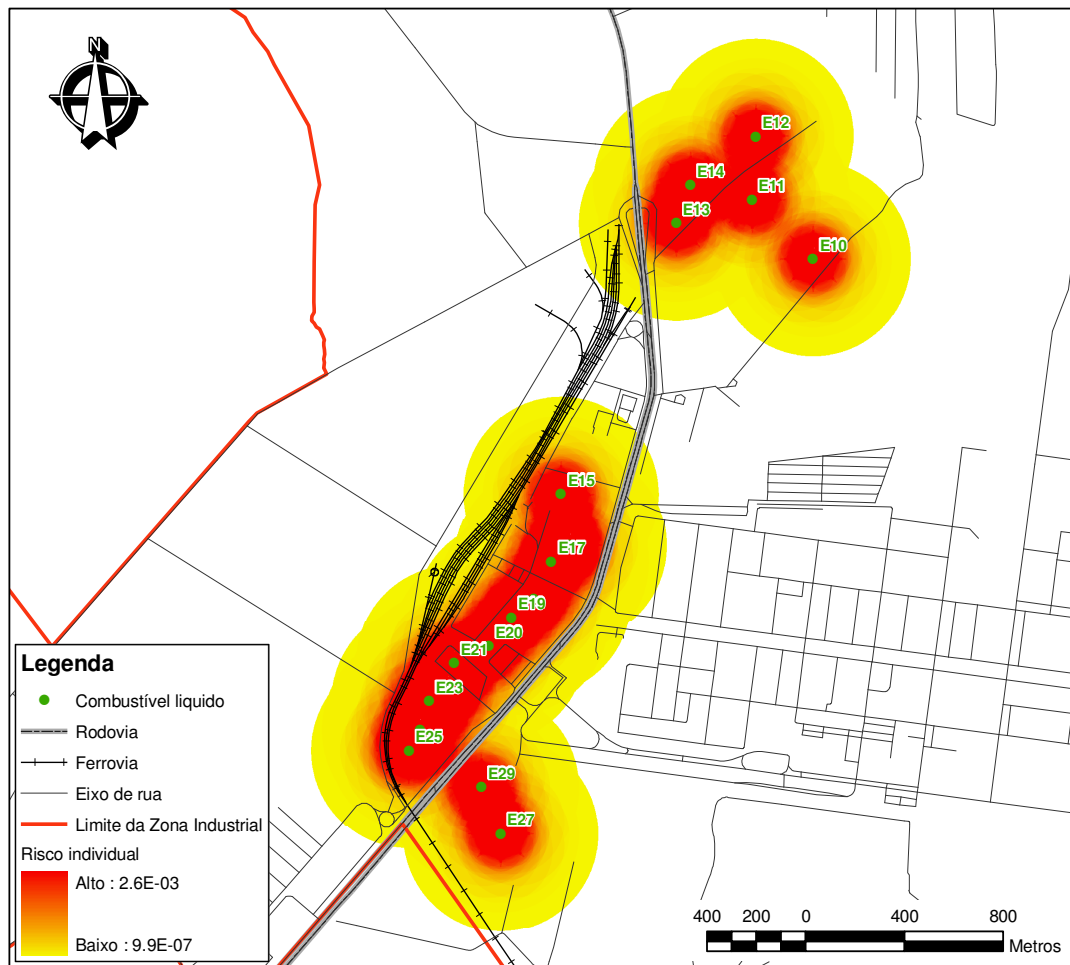 N
E12
E14
E11
E13
E10
E15
E17
E19
E20
E21
E23
E25
E29
E27
Legenda
Combustível liquido
Rodovia
Ferrovia
Eixo de rua
Limite da Zona Industrial
Risco individual
Alto : 2.6E-03
Baixo : 9.9E-07
400 200 0 400 800
Metros